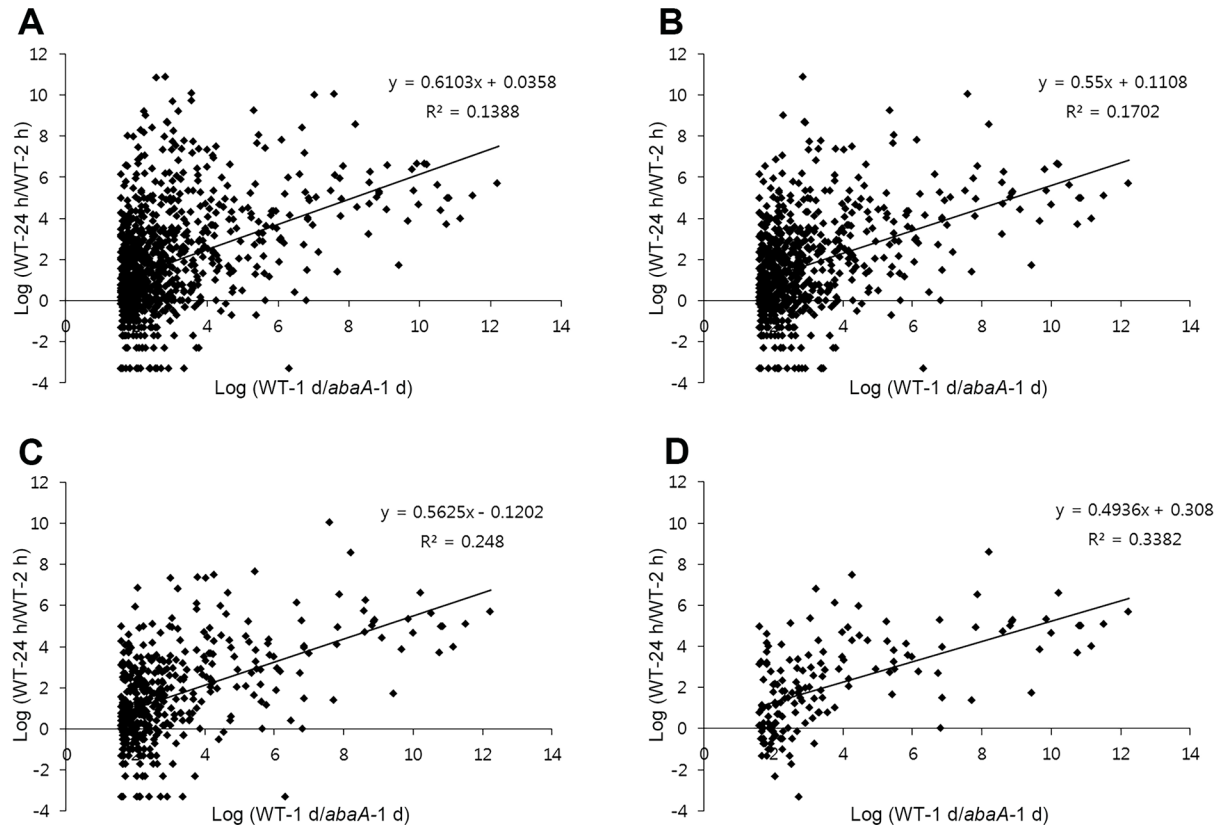 A
B
Log (WT-24 h/WT-2 h)
12
10
8
6
4
2
0
-2
-4
y = 0.6103x + 0.0358
R² = 0.1388
0 2 4 6 8 10 12 14
Log (WT-1 d/abaA-1 d)
Log (WT-24 h/WT-2 h)
12
10
8
6
4
2
0
-2
-4
y = 0.55x + 0.1108
R² = 0.1702
0 2 4 6 8 10 12 14
Log (WT-1 d/abaA-1 d)
C
D
Log (WT-24 h/WT-2 h)
12
10
8
6
4
2
0
-2
-4
y = 0.5625x - 0.1202
R² = 0.248
0 2 4 6 8 10 12 14
Log (WT-1 d/abaA-1 d)
Log (WT-24 h/WT-2 h)
12
10
8
6
4
2
0
-2
-4
y = 0.4936x + 0.308
R² = 0.3382
0 2 4 6 8 10 12 14
Log (WT-1 d/abaA-1 d)